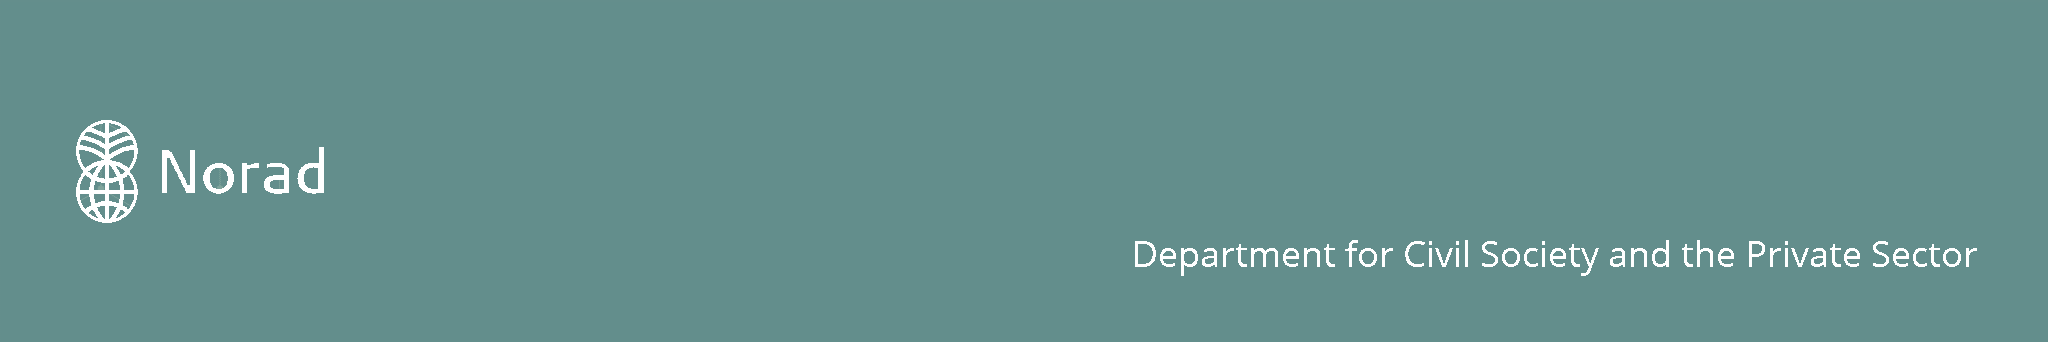 Norad
Department for Civil Society and the Private Sector